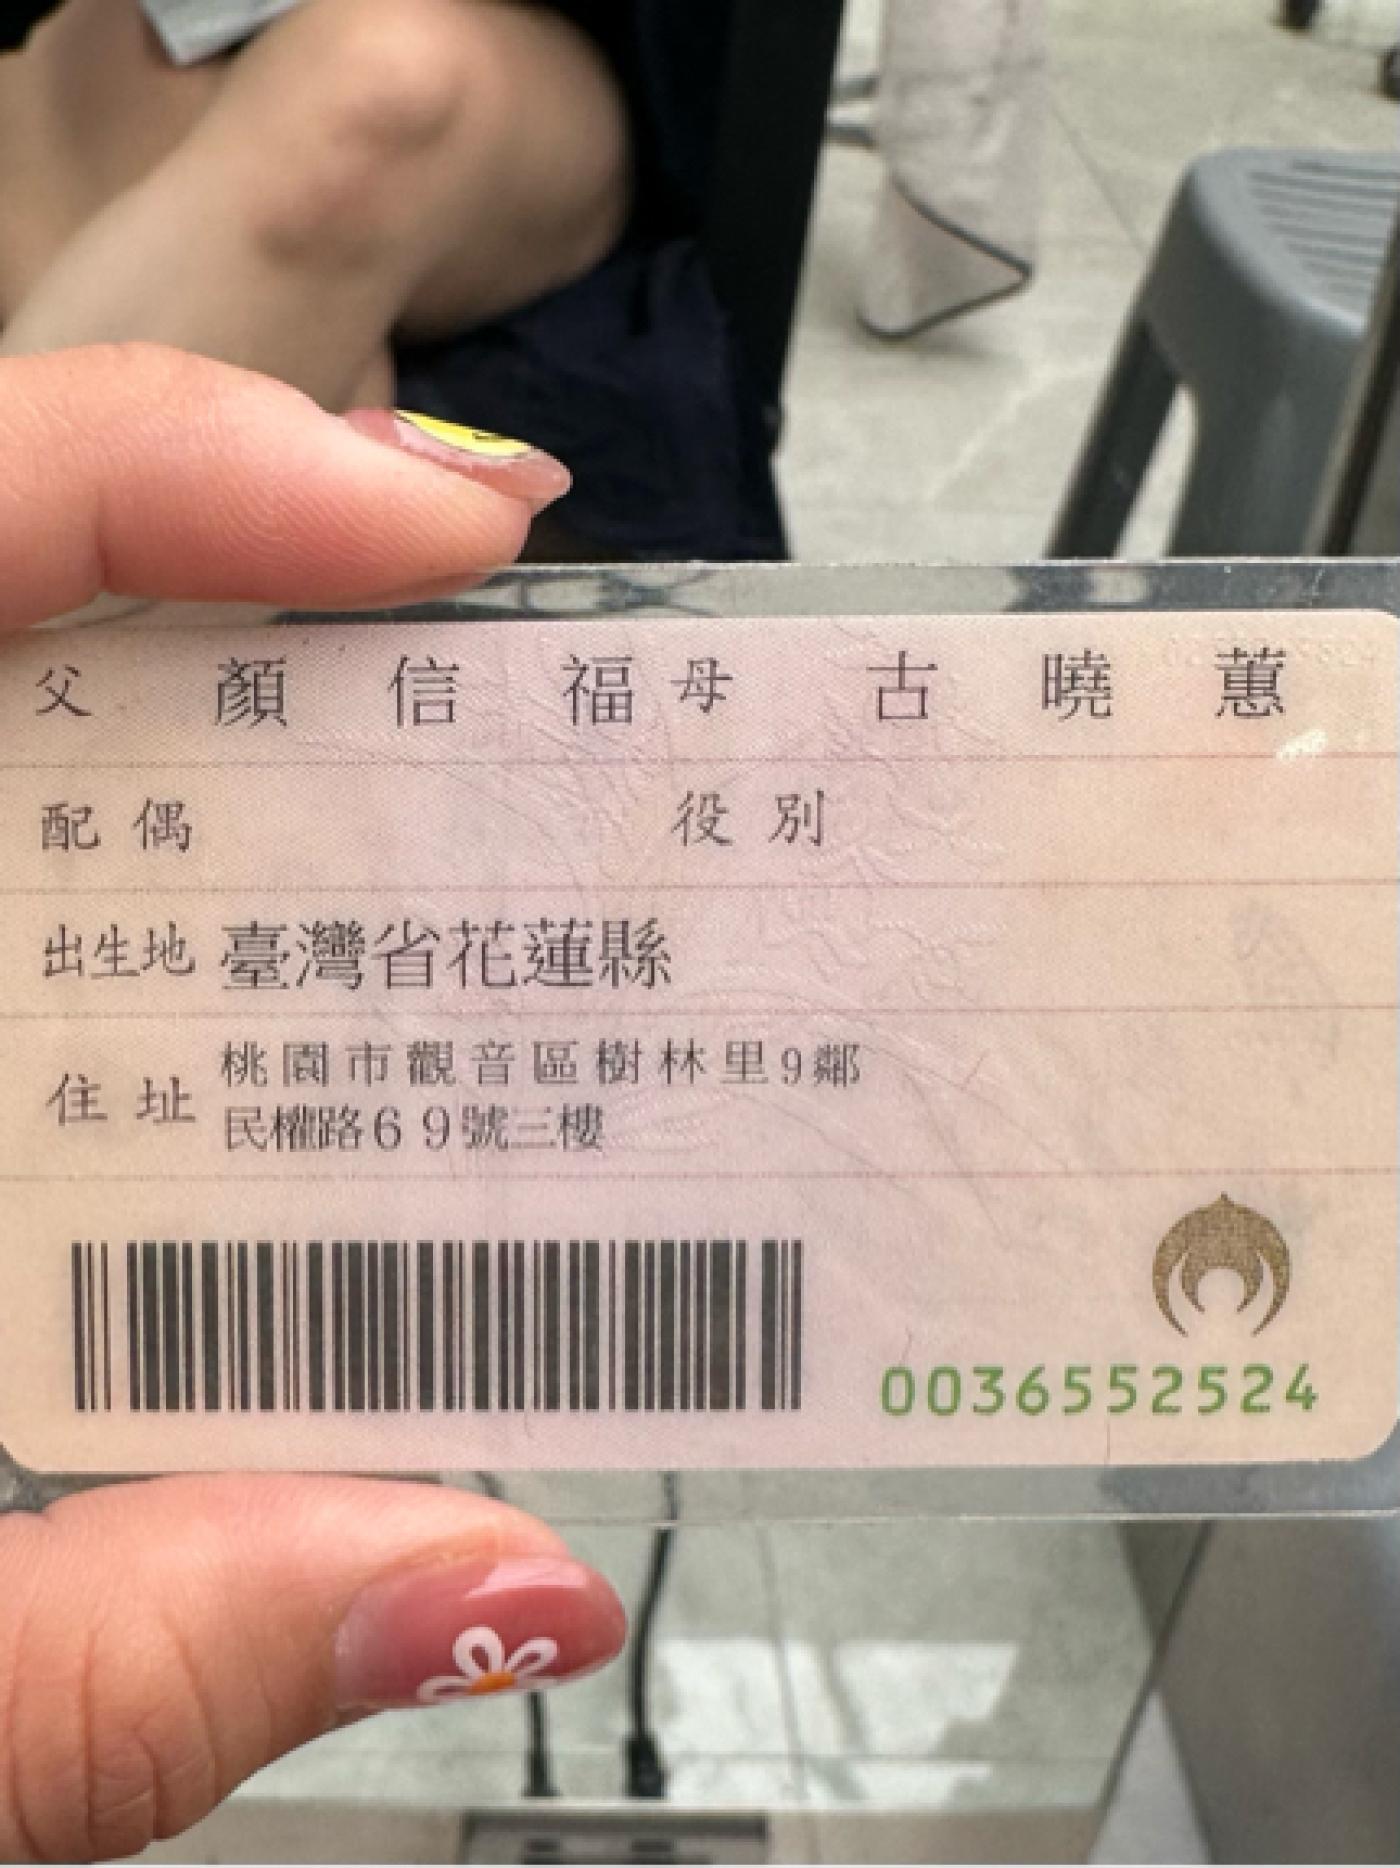 父 顏信福 母 古曉蕙
配偶 役別
出生地 臺灣省花蓮縣
住址 桃園市觀音區樹林里9鄰
民權路69號三樓
0036552524